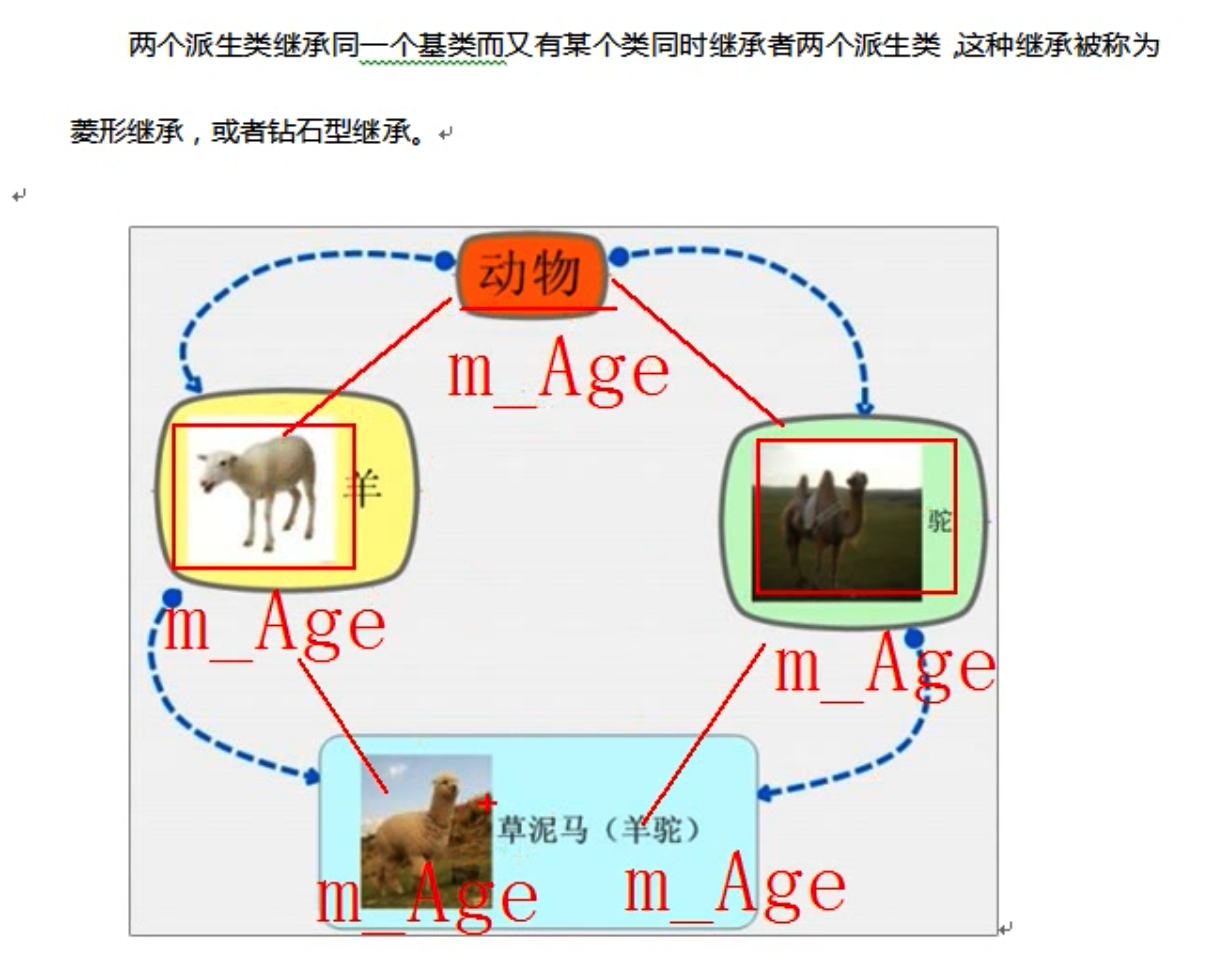 两个派生类继承同一个基类而又有某个类同时继承者两个派生类,这种继承被称为
菱形继承，或者钻石型继承。
动物
m_Age
羊
驼
m_Age
m_Age
草泥马（羊驼）
m_Age
m_Age